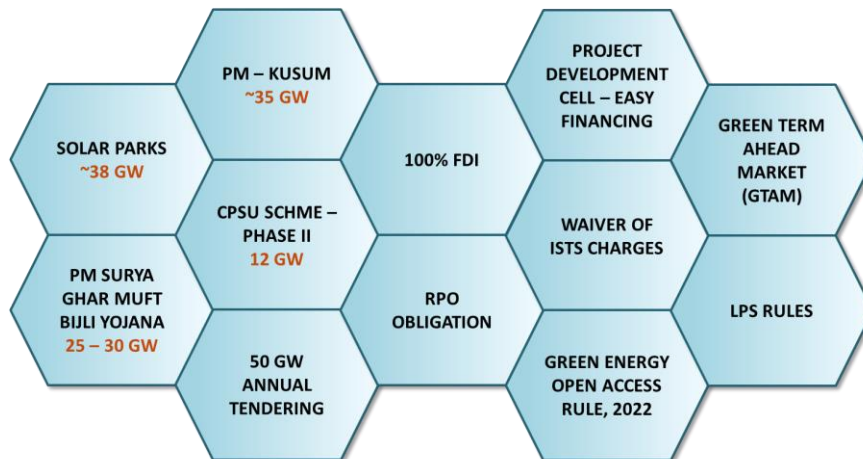 SOLAR PARKS
~38 GW
PM SURYA
GHAR MUFT
BIJLI YOJANA
25 – 30 GW
PM – KUSUM
~35 GW
CPSU SCHME –
PHASE II
12 GW
50 GW
ANNUAL
TENDERING
100% FDI
RPO
OBLIGATION
PROJECT
DEVELOPMENT
CELL – EASY
FINANCING
WAIVER OF
ISTS CHARGES
GREEN ENERGY
OPEN ACCESS
RULE, 2022
GREEN TERM
AHEAD
MARKET
(GTAM)
LPS RULES